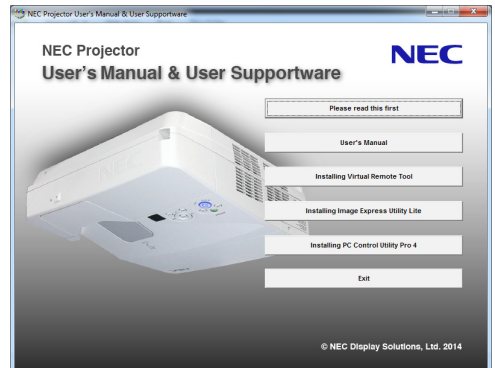 NEC Projector User's Manual & User Supportware
NEC Projector
User's Manual & User Supportware
NEC
Please read this first
User's Manual
Installing Virtual Remote Tool
Installing Image Express Utility Lite
Installing PC Control Utility Pro 4
Exit
NEC
© NEC Display Solutions, Ltd. 2014